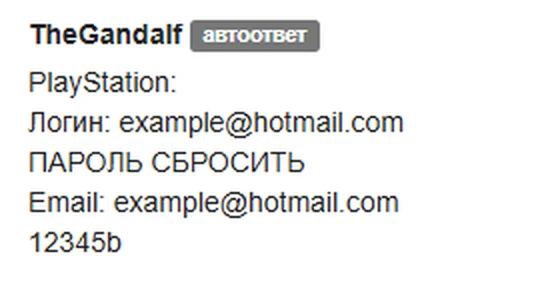 TheGandalf автоответ
PlayStation:
Логин: example@hotmail.com
ПАРОЛЬ СБРОСИТЬ
Email: example@hotmail.com
12345b